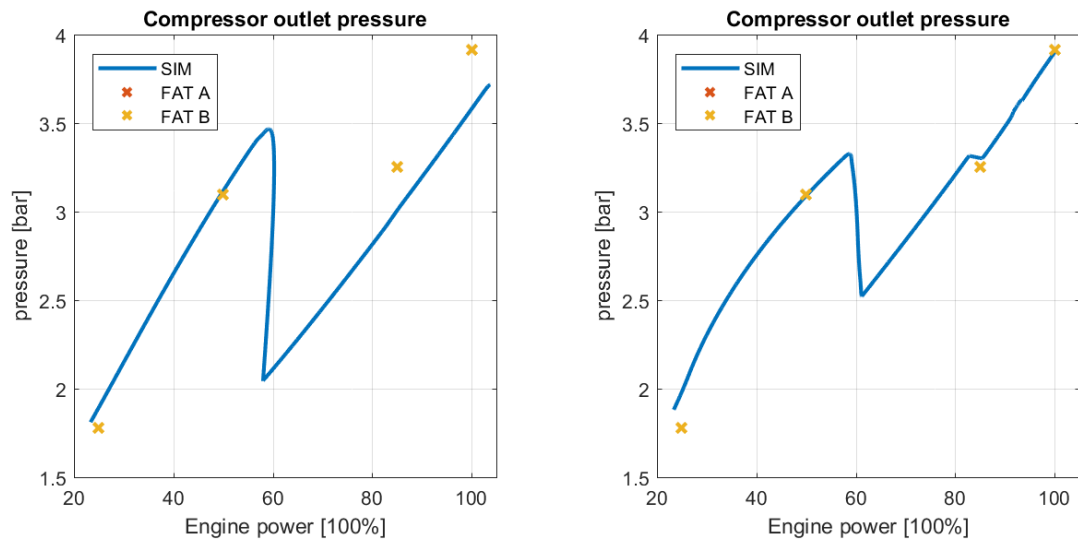 Compressor outlet pressure
4
3.5
3
2.5
2
1.5
pressure [bar]
SIM
FAT A
FAT B
20 40 60 80 100
Engine power [100%]
Compressor outlet pressure
4
3.5
3
2.5
2
1.5
pressure [bar]
SIM
FAT A
FAT B
20 40 60 80 100
Engine power [100%]